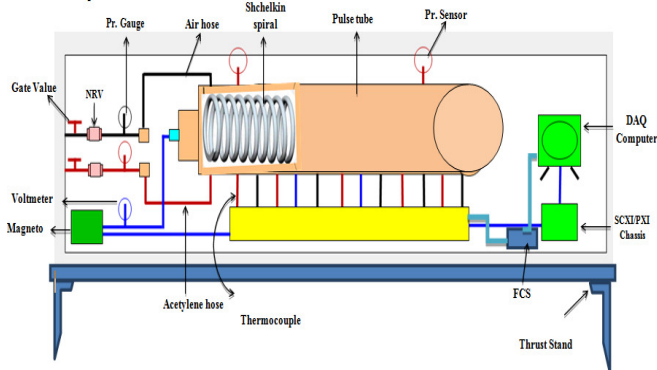 Pr. Gauge
Air hose
Shchelkin
spiral
Pulse tube
Pr. Sensor
Gate Value
NRV
DAQ
Computer
Voltmeter
Magneto
SCXI/PXI
Chassis
Acetylene hose
Thermocouple
FCS
Thrust Stand